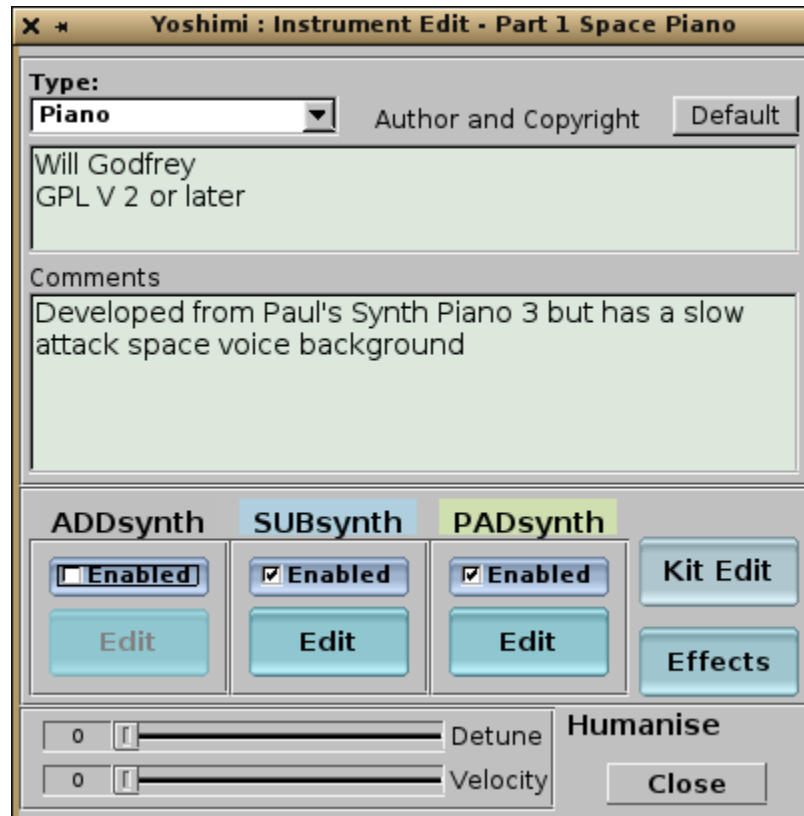 Yoshimi : Instrument Edit - Part 1 Space Piano
Type:
Piano
Author and Copyright
Default
Will Godfrey
GPL V 2 or later
Comments
Developed from Paul's Synth Piano 3 but has a slow
attack space voice background
ADDsynth
SUBsynth
PADsynth
Enabled
Enabled
Enabled
Kit Edit
Edit
Edit
Edit
Effects
0
Detune
Humanise
0
Velocity
Close